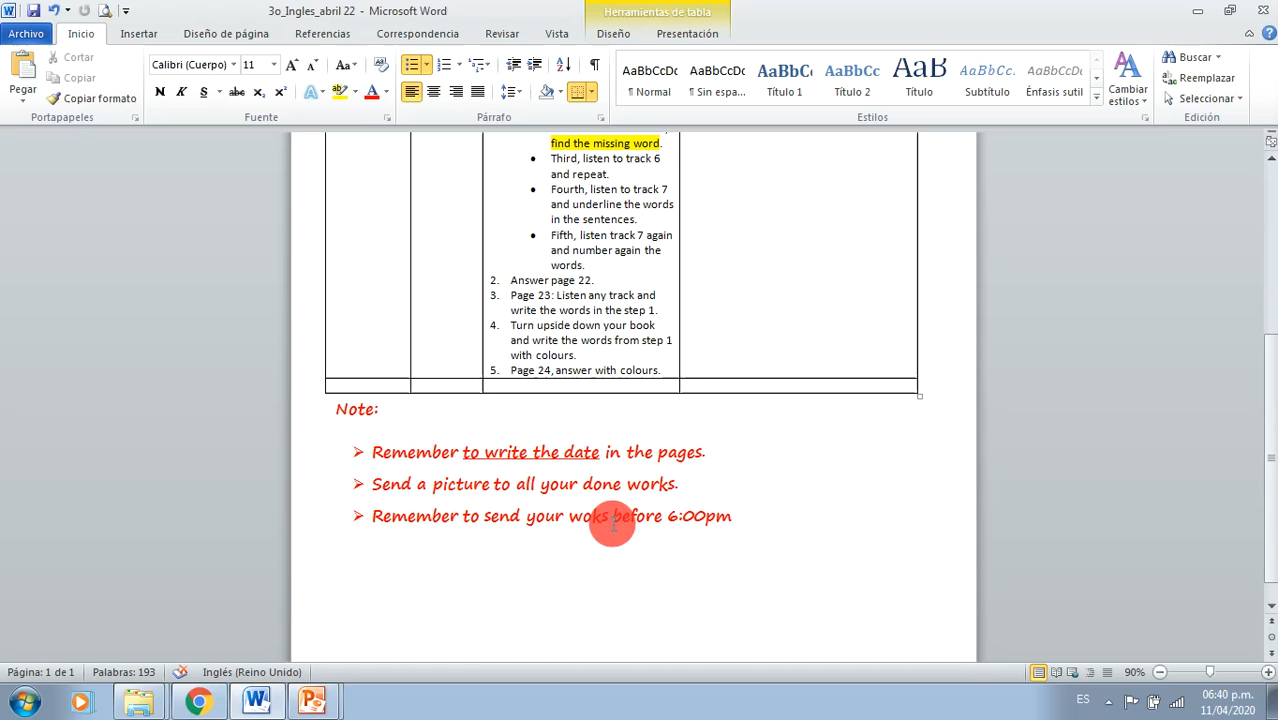 3o_Ingles_abril 22 - Microsoft Word
Herramientas de tabla
Archivo Inicio Insertar Diseño de página Referencias Correspondencia Revisar Vista Diseño Presentación
Pegar
Cortar
Copiar
Copiar formato
Portapapeles
Calibri (Cuerpo) 11
Aa
N K S abc x₂ x² A ab A
Fuente
Párrafo
AaBbCcDc AaBbCcDc AaBbC AaBbCc AaB AaBbCc. AaBbCcDc
¶ Normal ¶ Sin espa... Título 1 Título 2 Título Subtítulo Énfasis sutil
Cambiar
estilos
Estilos
Buscar
Reemplazar
Seleccionar
Edición
find the missing word.
• Third, listen to track 6
and repeat.
• Fourth, listen to track 7
and underline the words
in the sentences.
• Fifth, listen track 7 again
and number again the
words.
2. Answer page 22.
3. Page 23: Listen any track and
write the words in the step 1.
4. Turn upside down your book
and write the words from step 1
with colours.
5. Page 24, answer with colours.
Note:
➢ Remember to write the date in the pages.
➢ Send a picture to all your done works.
➢ Remember to send your woks before 6:00pm
Página: 1 de 1 Palabras: 193 Inglés (Reino Unido) 90%
ES
06:40 p.m.
11/04/2020